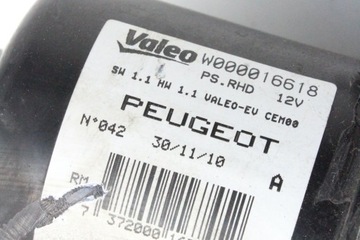 Valeo W000016618
PS.RHD 12V
SW 1.1 HW 1.1 VALEO-EU CEM00
PEUGEOT
N°042 30/11/10
RM
A